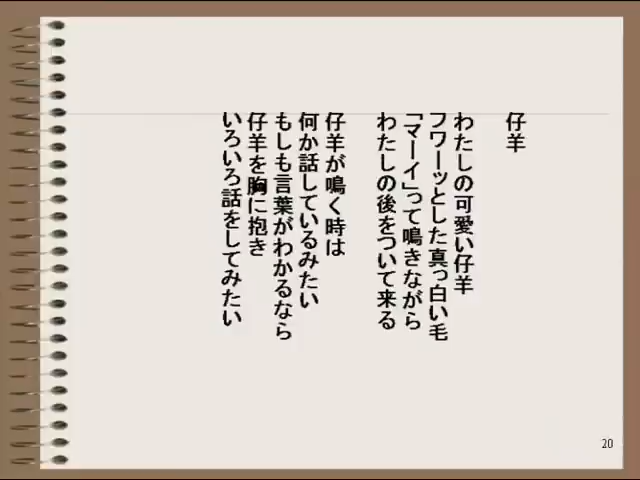 仔羊
わたしの可愛い仔羊
フワーッとした真っ白い毛
「マーイ」って鳴きながら
わたしの後をついて来る
仔羊が鳴く時は
何か話しているみたい
もしも言葉がわかるなら
仔羊を胸に抱き
いろいろ話をしてみたい
20